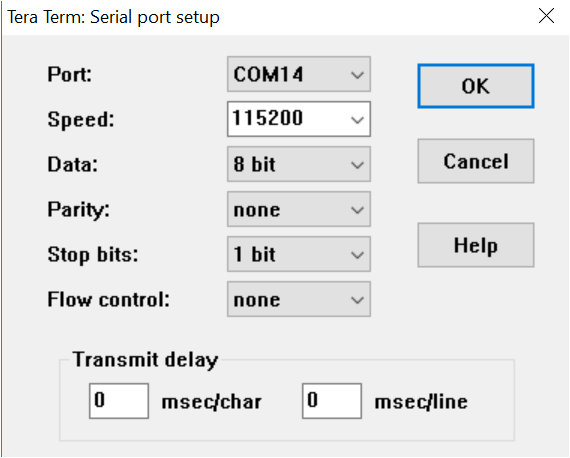 Tera Term: Serial port setup
Port: COM14 OK
Speed: 115200
Data: 8 bit Cancel
Parity: none
Stop bits: 1 bit Help
Flow control: none
Transmit delay
0 msec/char 0 msec/line